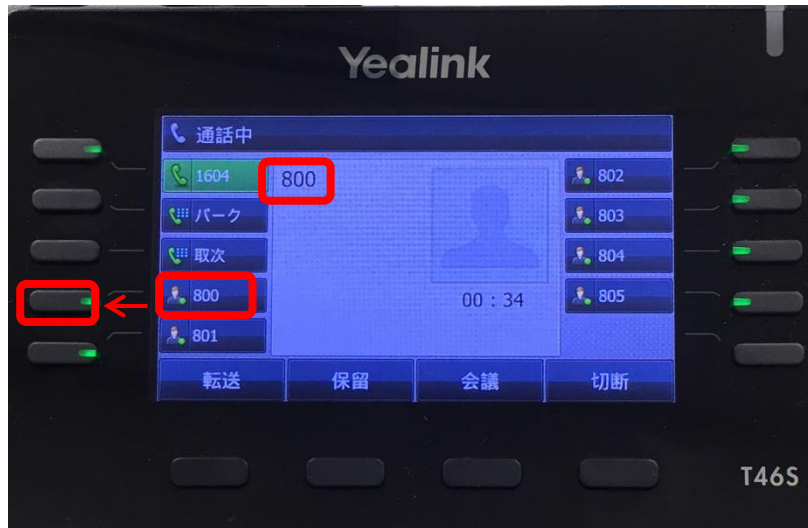 Yealink
通話中
1604
800
802
パーク
803
取次
804
800
00 : 34
805
801
転送
保留
会議
切断
T46S